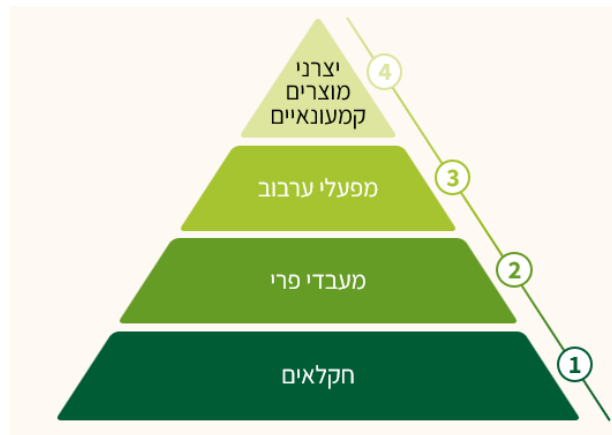 יצרני
מוצרים
קמעונאיים
4
מפעלי ערבוב
3
מעבדי פרי
2
חקלאים
1